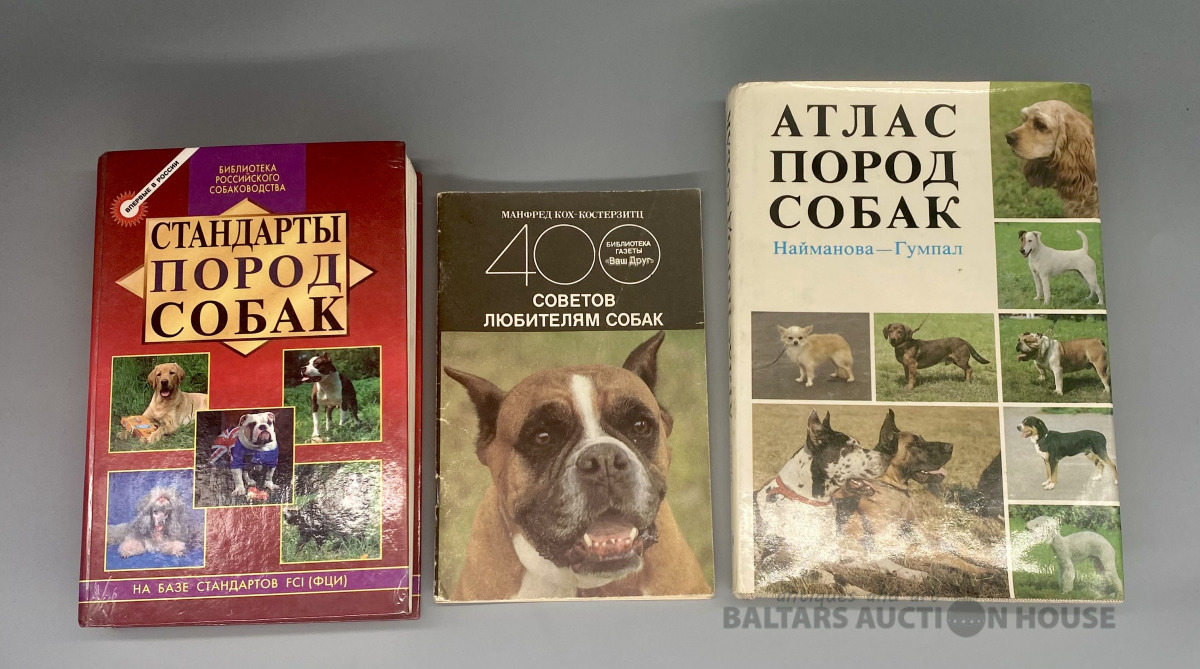 ВПЕРВЫЕ В РОССИИ
БИБЛИОТЕКА
РОССИЙСКОГО
СОБАКОВОДСТВА
СТАНДАРТЫ
ПОРОД
СОБАК
НА БАЗЕ СТАНДАРТОВ FCI (ФЦИ)
МАНФРЕД КОХ-КОСТЕРЗИТЦ
400
БИБЛИОТЕКА
ГАЗЕТЫ
«Ваш Друг»
СОВЕТОВ
ЛЮБИТЕЛЯМ СОБАК
АТЛАС
ПОРОД
СОБАК
Найманова—Гумпал
BALTARS AUCTION HOUSE